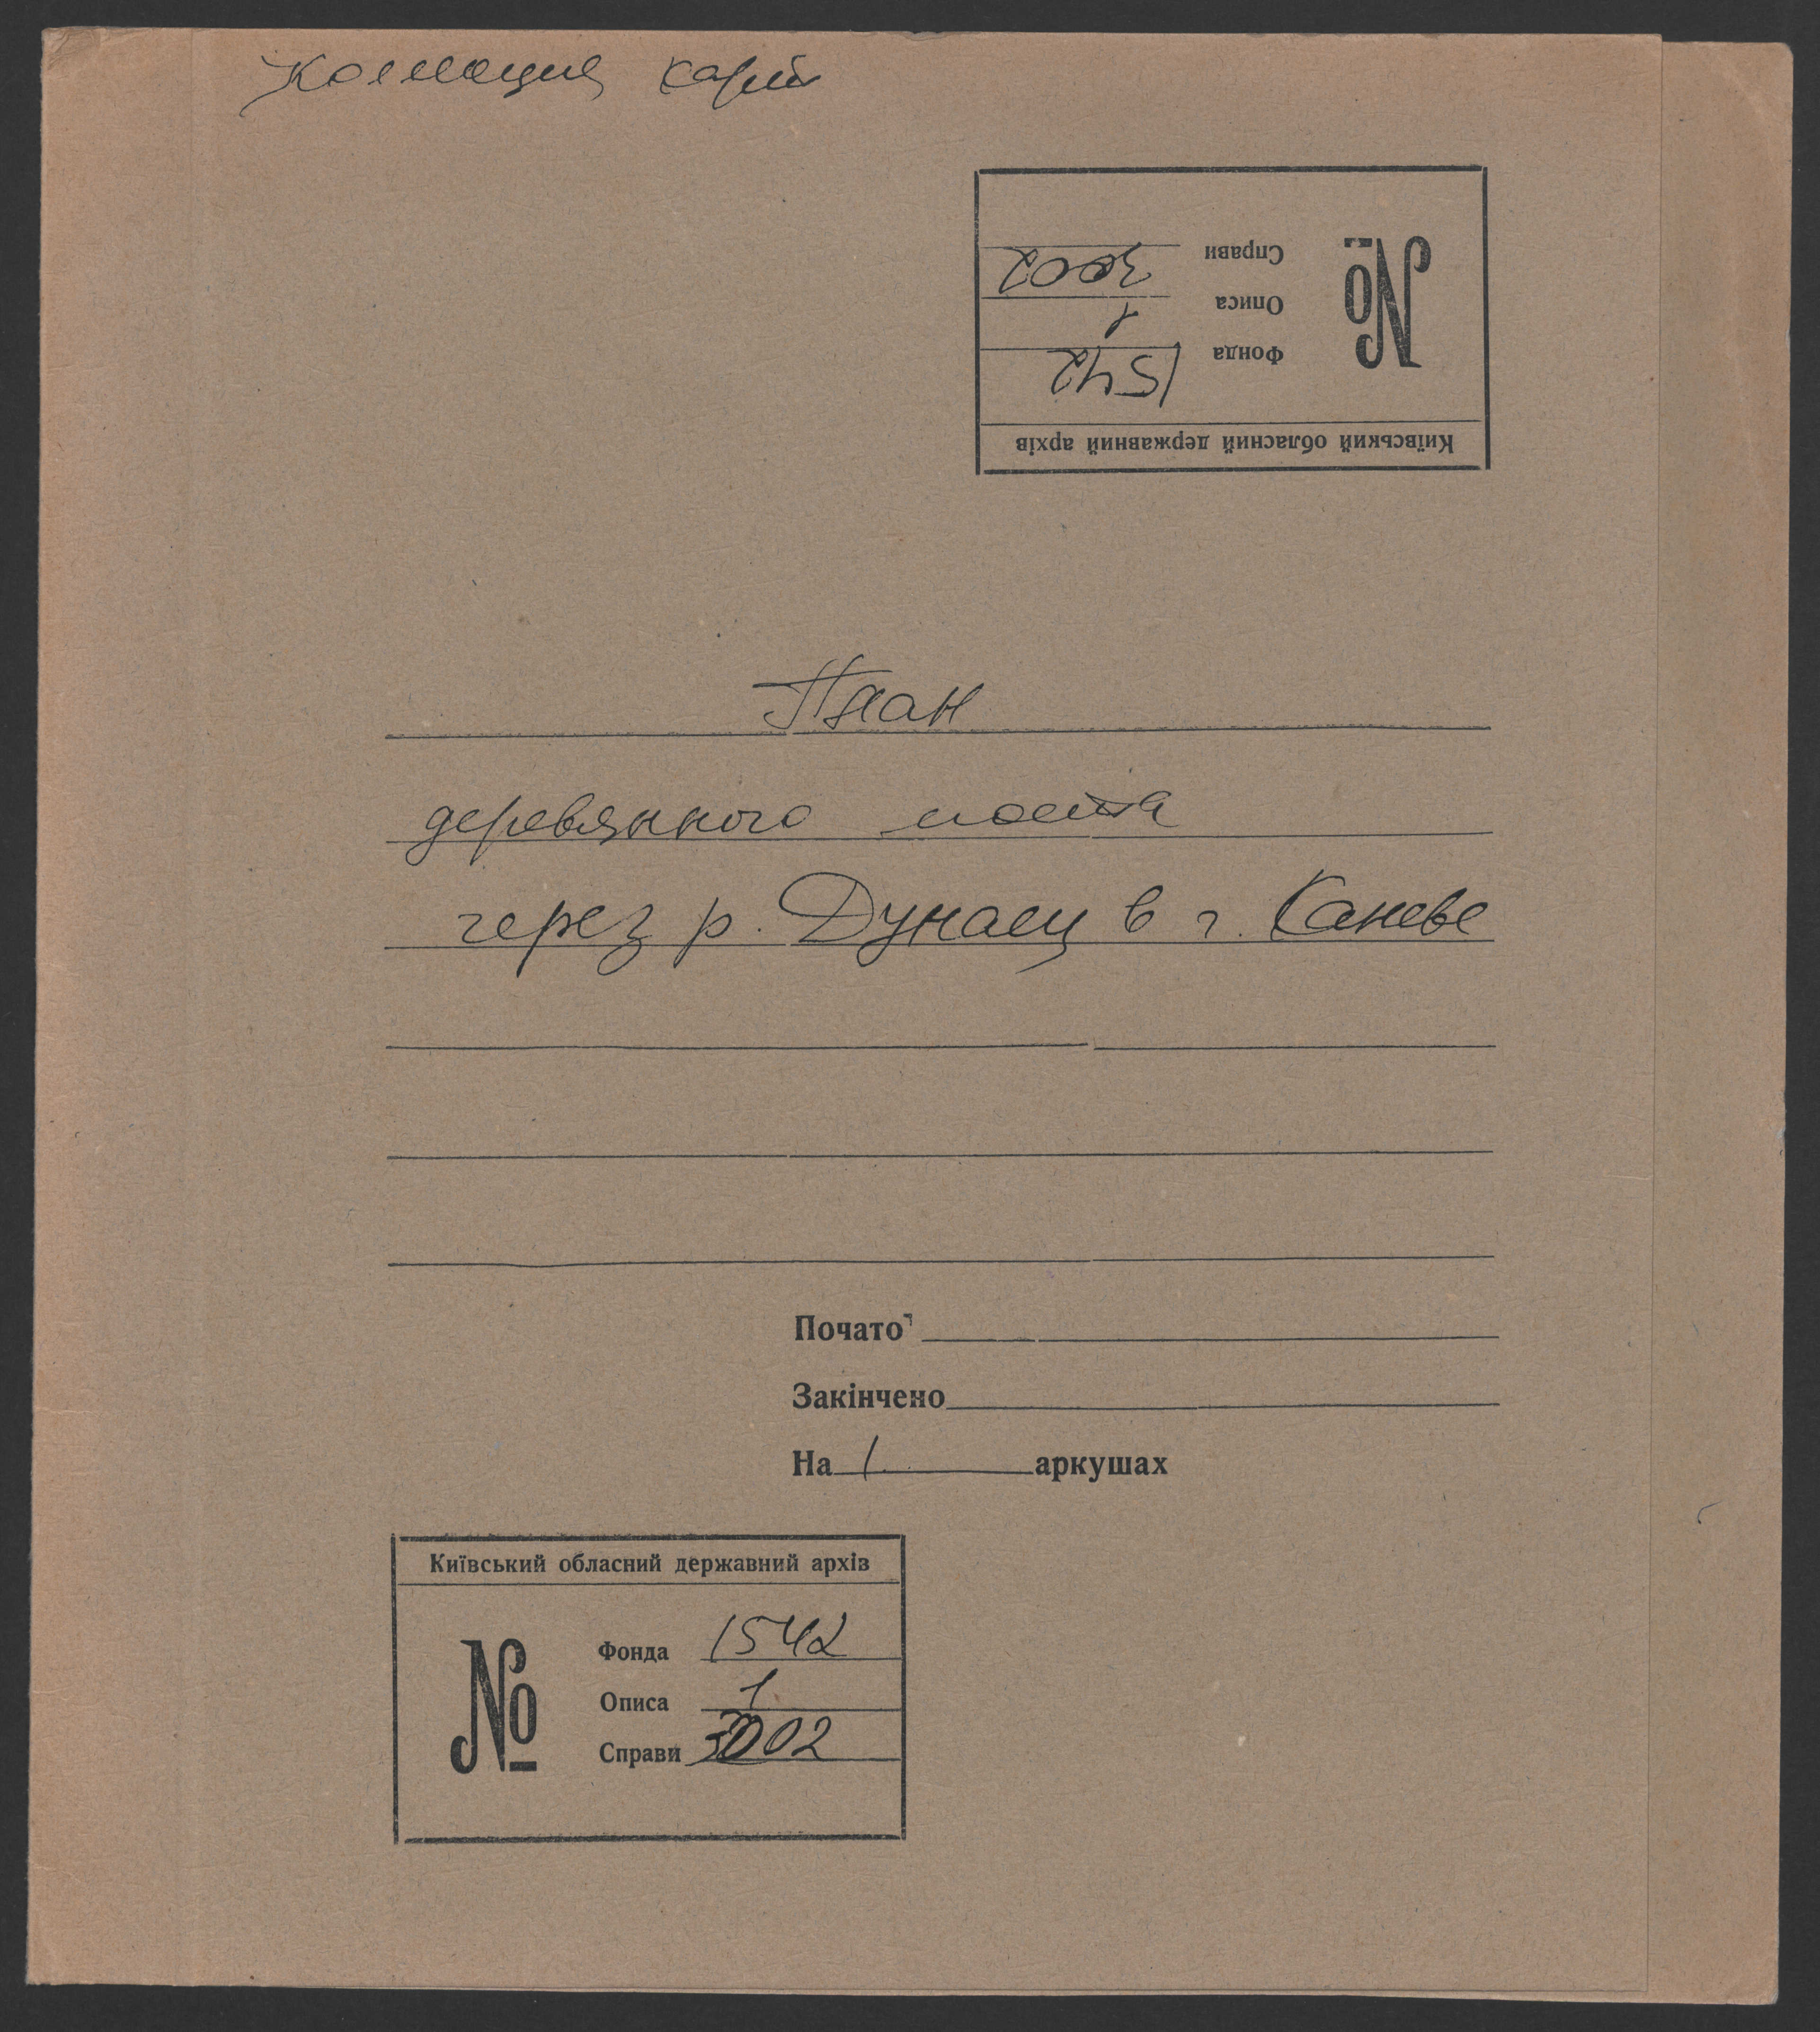 Коллекция карт
Київський обласний державний архів
№
Фонда 1542
Описа 1
Справи 3002
План
деревянного моста
через р. Дунаец в г. Каневе
Почато
Закінчено
На 1 аркушах
Київський обласний державний архів
№
Фонда 1542
Описа 1
Справи 3002